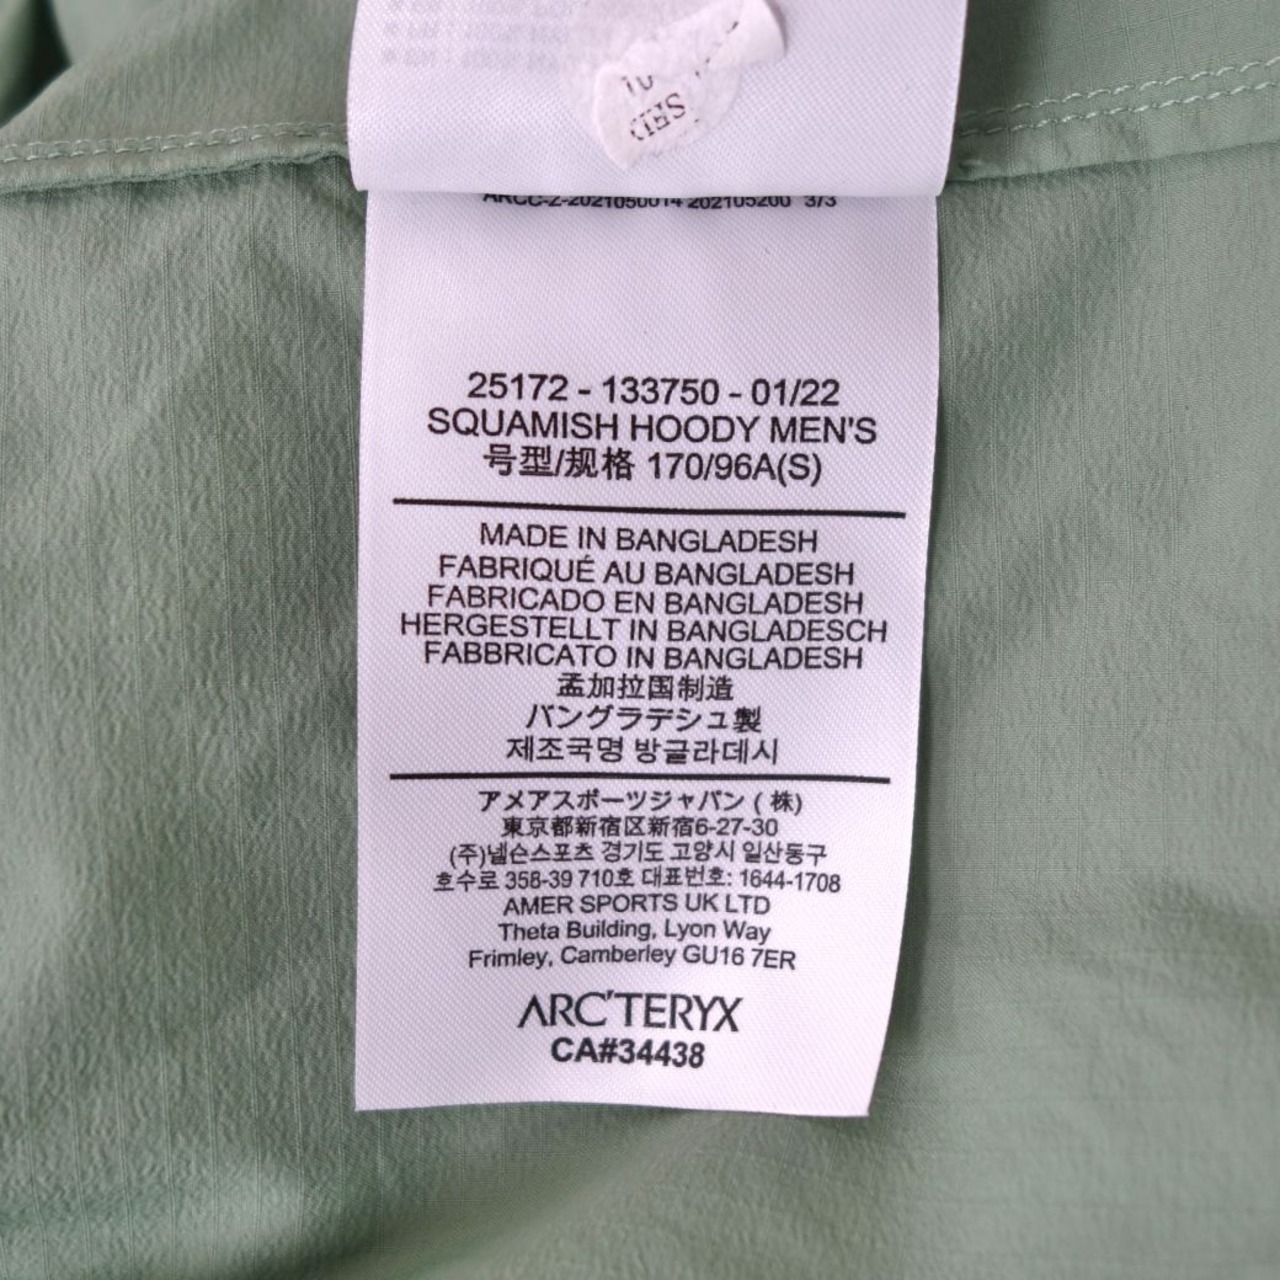 ARCC-Z-2021050014 202105200 3/3
25172 - 133750 - 01/22
SQUAMISH HOODY MEN'S
号型/规格 170/96A(S)
MADE IN BANGLADESH
FABRIQUÉ AU BANGLADESH
FABRICADO EN BANGLADESH
HERGESTELLT IN BANGLADESCH
FABBRICATO IN BANGLADESH
孟加拉国制造
バングラデシュ製
제조국명 방글라데시
アメアスポーツジャパン ( 株)
東京都新宿区新宿6-27-30
(주)넬슨스포츠 경기도 고양시 일산동구
호수로 358-39 710호 대표번호: 1644-1708
AMER SPORTS UK LTD
Theta Building, Lyon Way
Frimley, Camberley GU16 7ER
ARC'TERYX
CA#34438